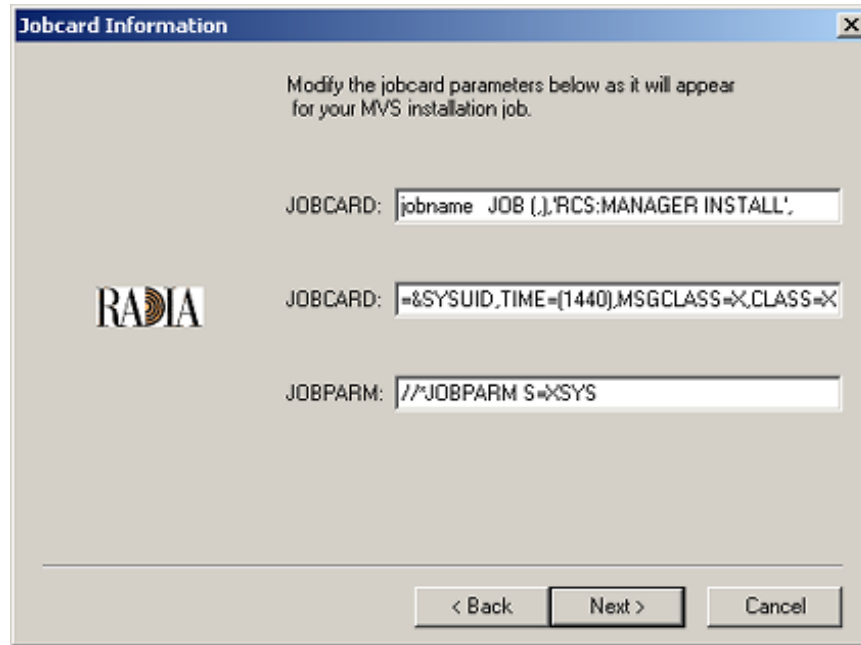 Jobcard Information
Modify the jobcard parameters below as it will appear
for your MVS installation job.
JOBCARD: jobname JOB (,),'RCS:MANAGER INSTALL',
RADIA
JOBCARD: =&SYSUID,TIME=(1440),MSGCLASS=X,CLASS=X
JOBPARM: //*JOBPARM S=XSYS
< Back
Next >
Cancel